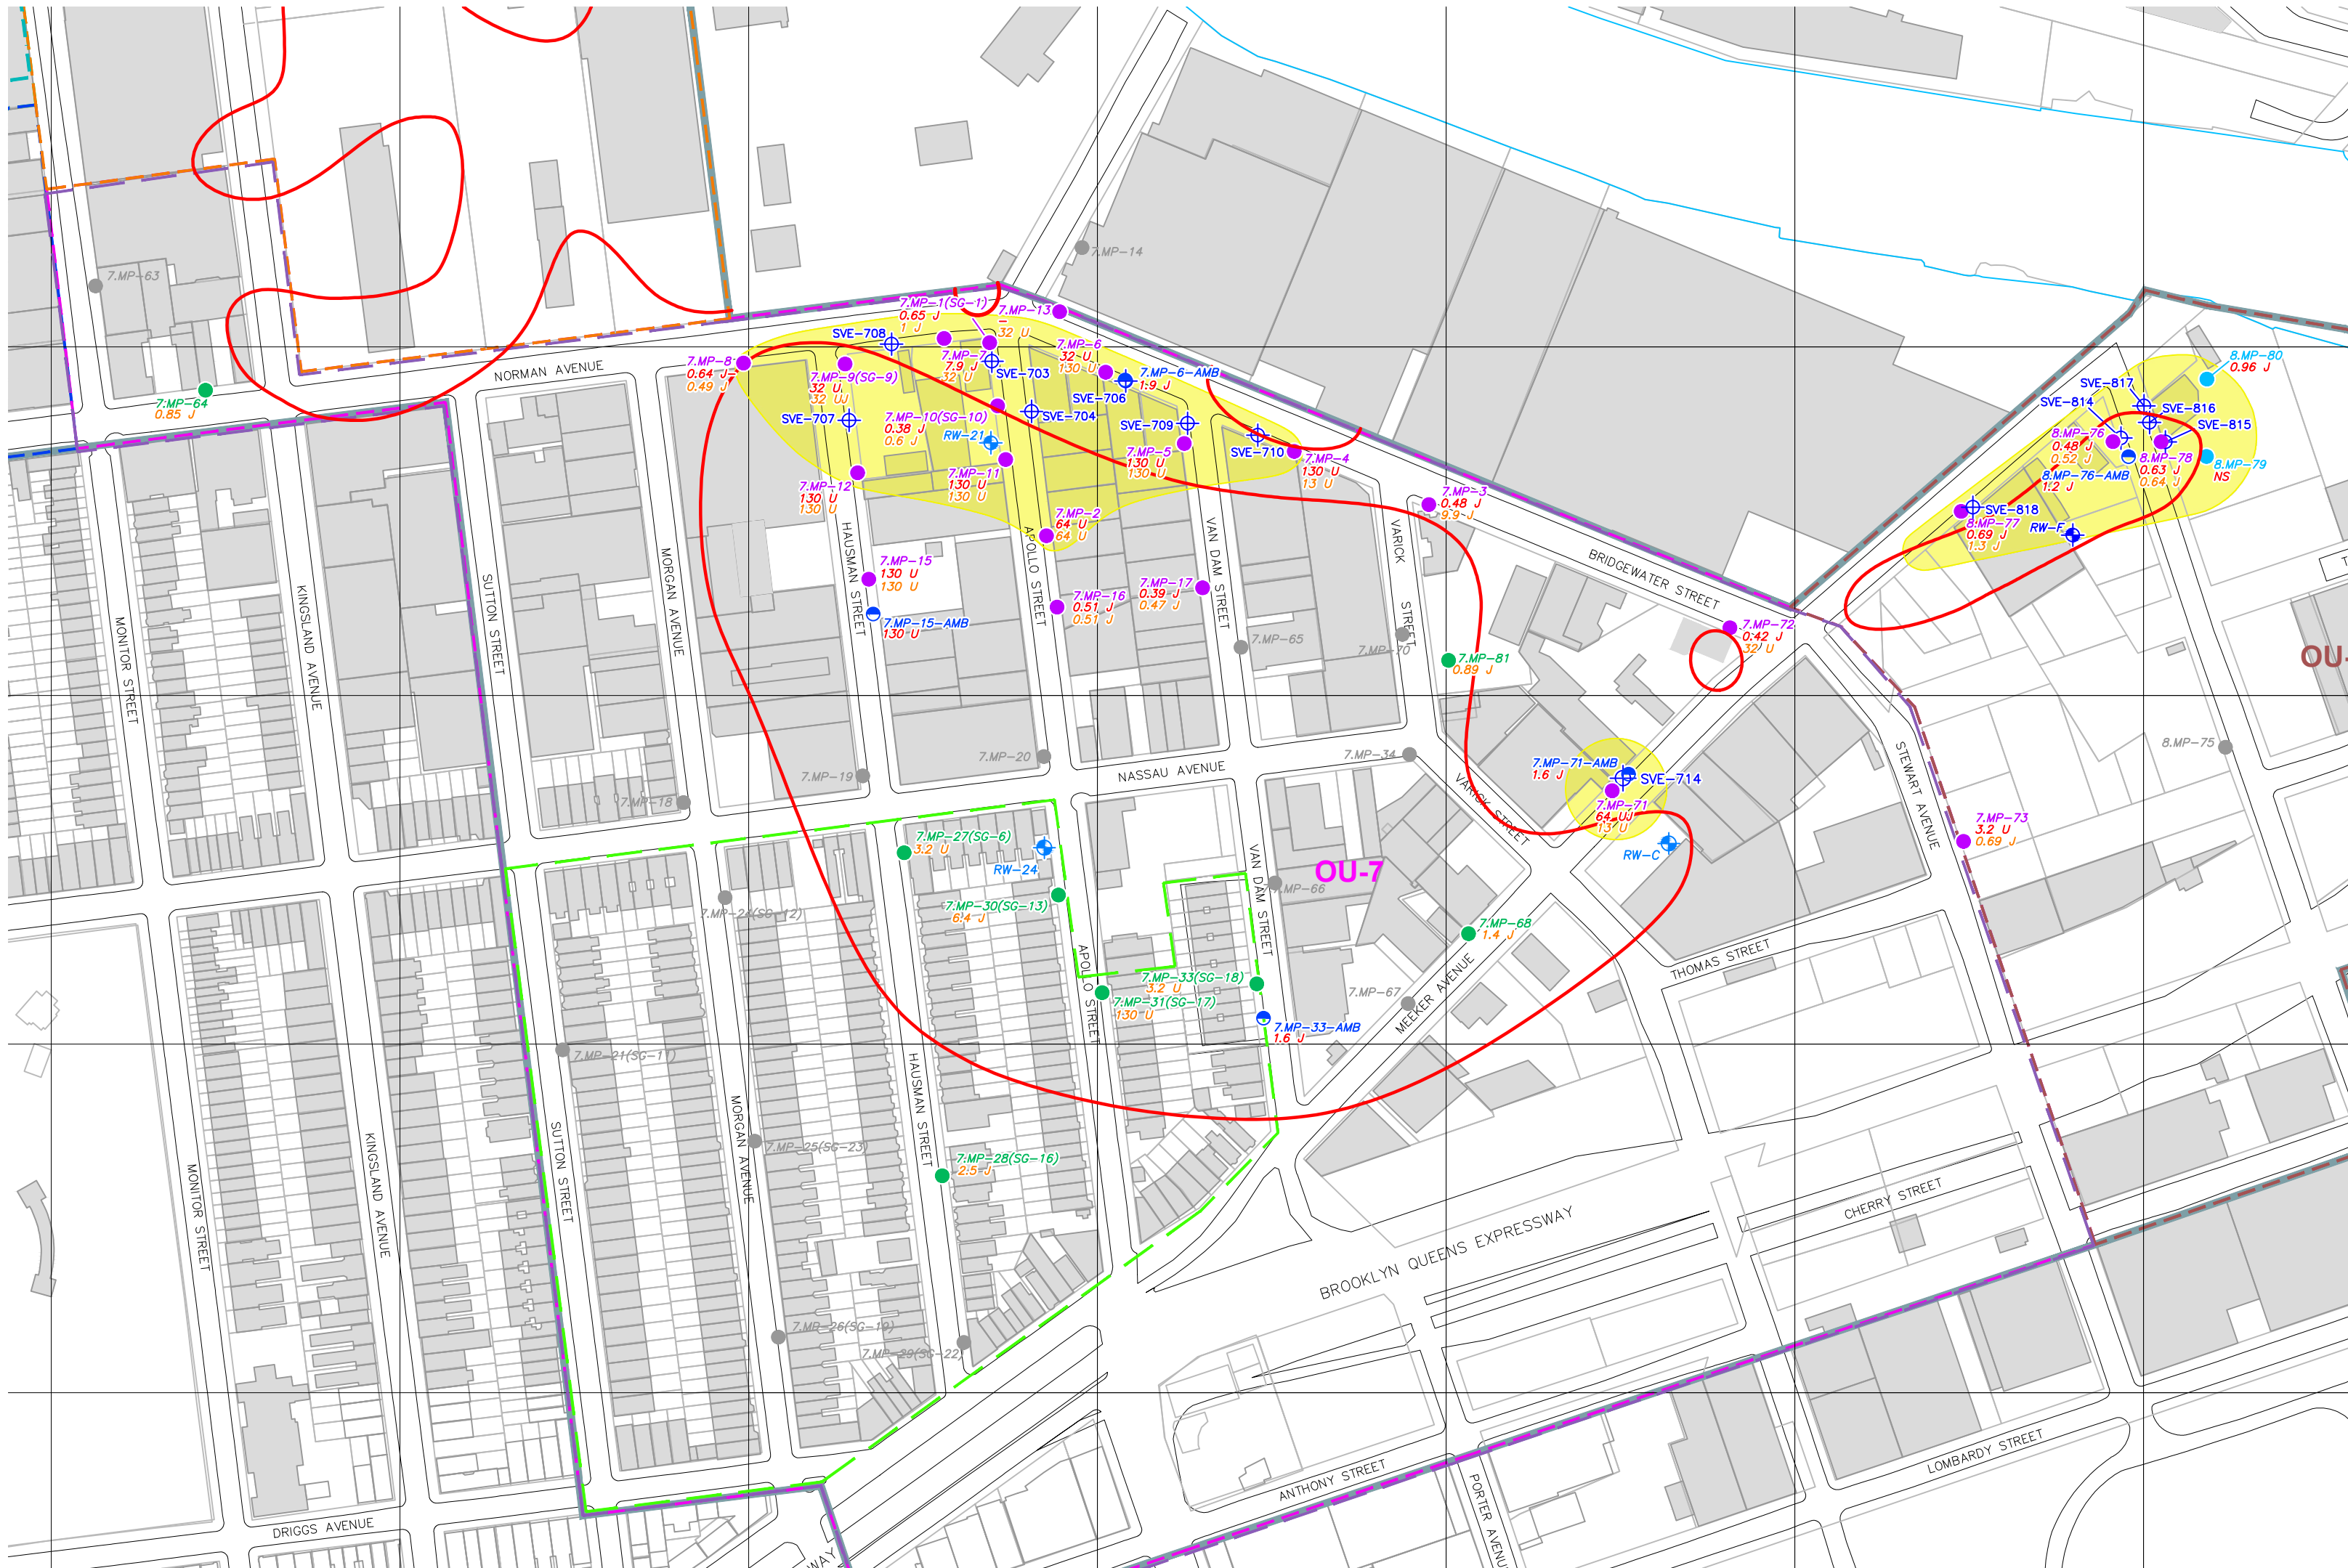 7.MP-63
7.MP-14
7.MP-1(SG-1)
0.65 J
1 J
7.MP-13
–
32 U
SVE-708
7.MP-8
0.64 J
0.49 J
NORMAN AVENUE
7.MP-64
0.85 J
7.MP-9(SG-9)
32 U
32 UJ
7.MP-7
7.9 J
32 U
SVE-703
7.MP-6
32 U
130 U
7.MP-6-AMB
1.9 J
SVE-706
SVE-707
7.MP-10(SG-10)
0.38 J
0.6 J
SVE-704
RW-21
SVE-709
SVE-710
7.MP-5
130 U
130 U
7.MP-4
130 U
13 U
7.MP-11
130 U
130 U
7.MP-12
130 U
130 U
7.MP-2
64 U
64 U
7.MP-3
0.48 J
9.9 J
8.MP-80
0.96 J
SVE-817
SVE-814
SVE-816
SVE-815
8.MP-76
0.48 J
0.52 J
8.MP-78
0.63 J
0.64 J
8.MP-79
NS
8.MP-76-AMB
1.2 J
SVE-818
RW-F
8.MP-77
0.69 J
1.3 J
HAUSMAN STREET
APOLLO STREET
VAN DAM STREET
VARICK
STREET
BRIDGEWATER STREET
7.MP-15
130 U
130 U
7.MP-15-AMB
130 U
7.MP-16
0.51 J
0.51 J
7.MP-17
0.39 J
0.47 J
7.MP-65
7.MP-70
7.MP-81
0.89 J
7.MP-72
0.42 J
32 U
OU-
MONITOR STREET
KINGSLAND AVENUE
SUTTON STREET
MORGAN AVENUE
7.MP-18
7.MP-19
7.MP-20
NASSAU AVENUE
7.MP-34
VARICK STREET
7.MP-71-AMB
1.6 J
SVE-714
7.MP-71
64 UJ
13 U
RW-C
8.MP-75
STEWART AVENUE
7.MP-73
3.2 U
0.69 J
7.MP-27(SG-6)
3.2 U
RW-24
7.MP-30(SG-13)
6.4 J
7.MP-24(SG-12)
OU-7
7.MP-66
VAN DAM STREET
7.MP-68
1.4 J
7.MP-33(SG-18)
3.2 U
7.MP-31(SG-17)
130 U
7.MP-33-AMB
1.6 J
7.MP-67
MEEKER AVENUE
THOMAS STREET
APOLLO STREET
7.MP-21(SG-11)
HAUSMAN STREET
MORGAN AVENUE
SUTTON STREET
KINGSLAND AVENUE
MONITOR STREET
7.MP-25(SG-23)
7.MP-28(SG-16)
2.5 J
CHERRY STREET
BROOKLYN QUEENS EXPRESSWAY
7.MP-26(SG-19)
7.MP-29(SG-22)
ANTHONY STREET
PORTER AVENU
LOMBARDY STREET
DRIGGS AVENUE
WAY